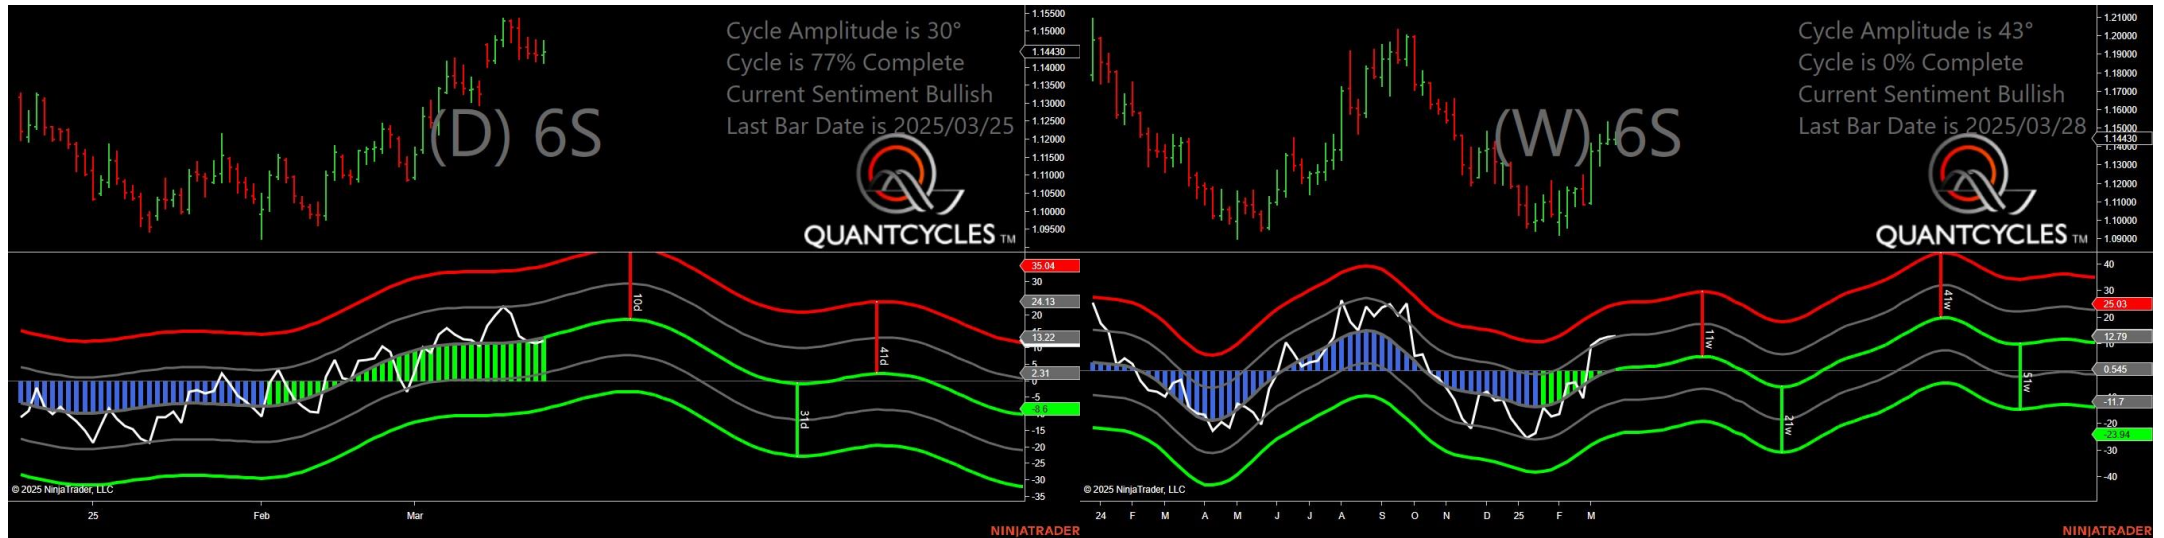 Cycle Amplitude is 30°
Cycle is 77% Complete
Current Sentiment Bullish
Last Bar Date is 2025/03/25
(D) 6S
QUANTCYCLES TM
1.15500
1.15000
1.14430
1.14000
1.13500
1.13000
1.12500
1.12000
1.11500
1.11000
1.10500
1.10000
1.09500
35.04
30
24.13
20
13.22
10
2.31
0
-5
-8.6
-15
-20
-25
-30
-35
10d
31d
41d
© 2025 NinjaTrader, LLC
25
Feb
Mar
NINJATRADER
Cycle Amplitude is 43°
Cycle is 0% Complete
Current Sentiment Bullish
Last Bar Date is 2025/03/28
(W) 6S
QUANTCYCLES TM
1.21000
1.20000
1.19000
1.18000
1.17000
1.16000
1.15000
1.14430
1.14000
1.13000
1.12000
1.11000
1.10000
1.09000
40
30
25.03
20
12.79
10
0.545
-11.7
-20
-23.94
-30
-40
11w
21w
41w
51w
© 2025 NinjaTrader, LLC
24 F M A M J J A S O N D 25 F M
NINJATRADER